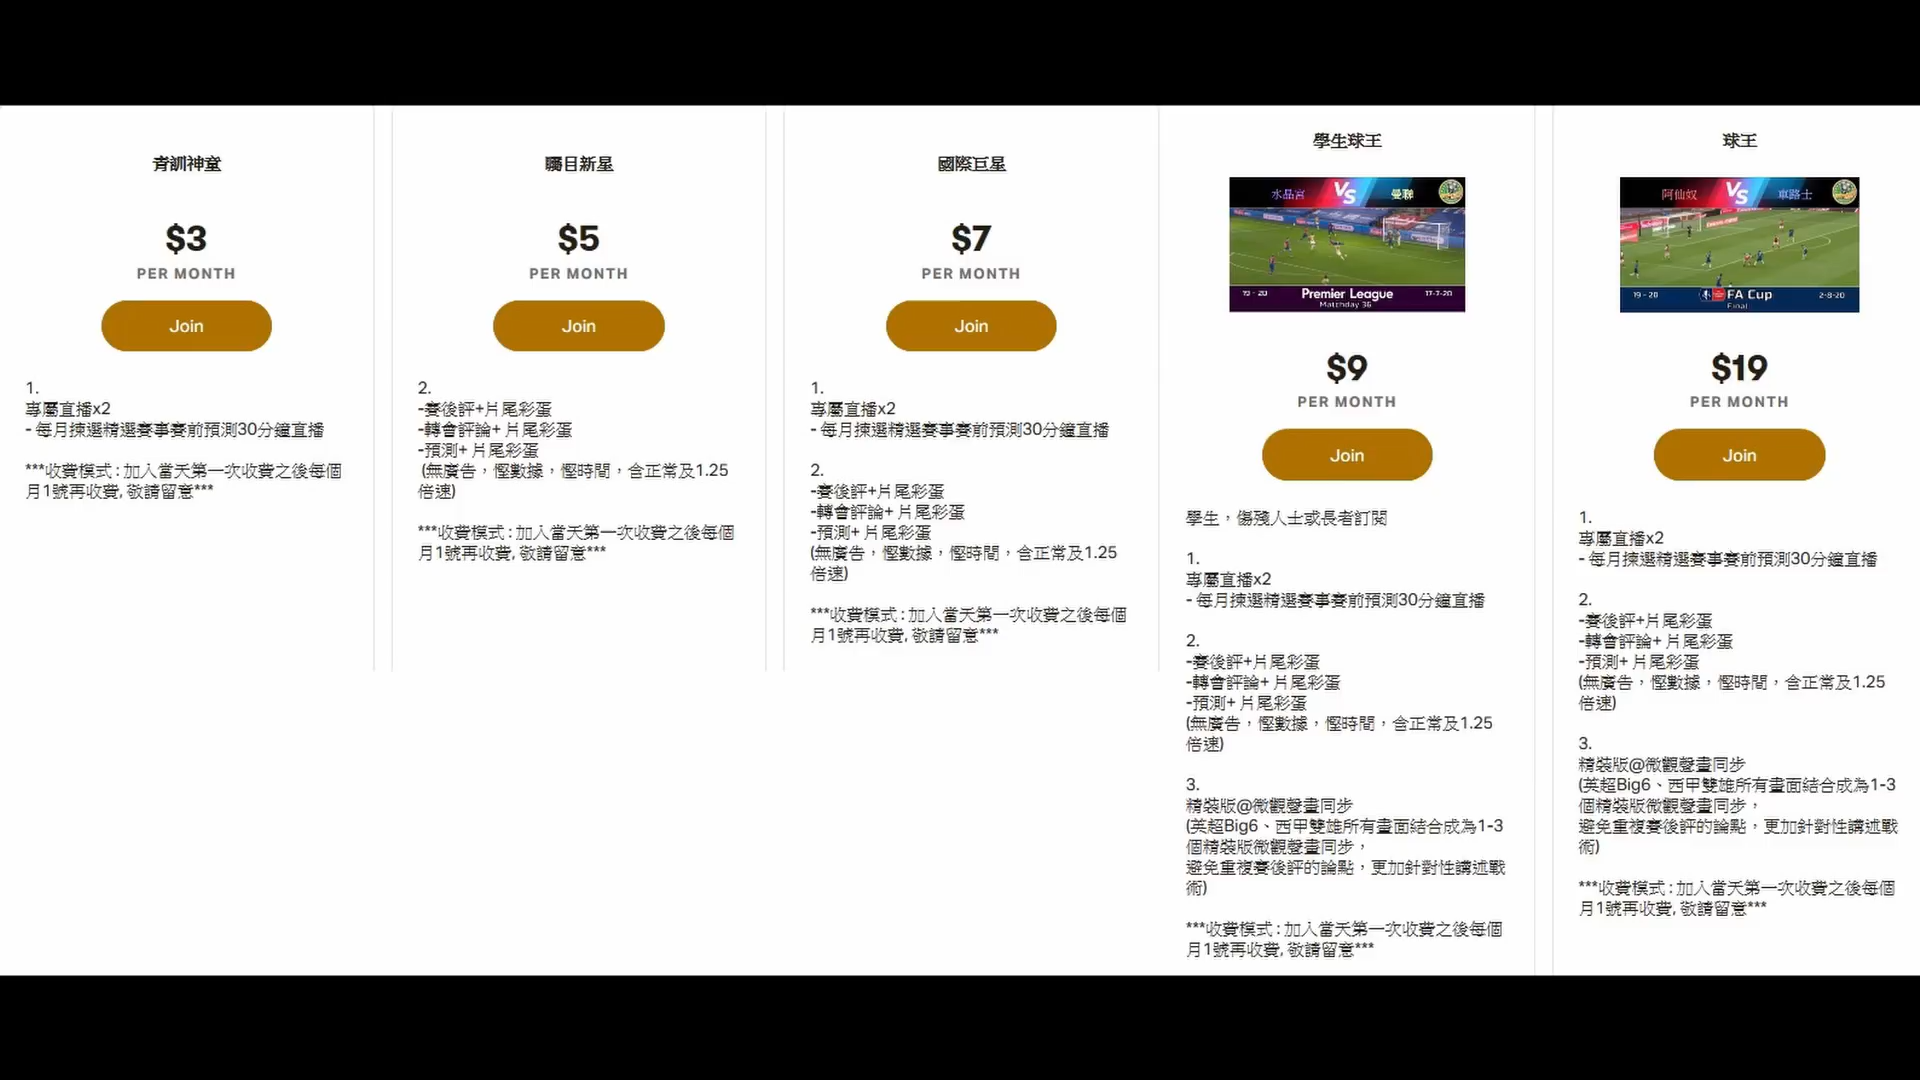 青訓神童
$3
PER MONTH
Join
1.
專屬直播x2
- 每月揀選精選賽事賽前預測30分鐘直播
***收費模式 : 加入當天第一次收費之後每個
月1號再收費, 敬請留意***
矚目新星
$5
PER MONTH
Join
2.
-賽後評+片尾彩蛋
-轉會評論+ 片尾彩蛋
-預測+ 片尾彩蛋
(無廣告，慳數據，慳時間，含正常及1.25
倍速)
***收費模式 : 加入當天第一次收費之後每個
月1號再收費, 敬請留意***
國際巨星
$7
PER MONTH
Join
1.
專屬直播x2
- 每月揀選精選賽事賽前預測30分鐘直播
2.
-賽後評+片尾彩蛋
-轉會評論+ 片尾彩蛋
-預測+ 片尾彩蛋
(無廣告，慳數據，慳時間，含正常及1.25
倍速)
***收費模式 : 加入當天第一次收費之後每個
月1號再收費, 敬請留意***
學生球王
水晶宮 VS 曼聯
19 - 20 Premier League 17-7-20
Matchday 36
$9
PER MONTH
Join
學生，傷殘人士或長者訂閱
1.
專屬直播x2
- 每月揀選精選賽事賽前預測30分鐘直播
2.
-賽後評+片尾彩蛋
-轉會評論+ 片尾彩蛋
-預測+ 片尾彩蛋
(無廣告，慳數據，慳時間，含正常及1.25
倍速)
3.
精裝版@微觀聲畫同步
(英超Big6、西甲雙雄所有畫面結合成為1-3
個精裝版微觀聲畫同步，
避免重複賽後評的論點，更加針對性講述戰
術)
***收費模式 : 加入當天第一次收費之後每個
月1號再收費, 敬請留意***
球王
阿仙奴 VS 車路士
19 - 20 FA Cup 2-8-20
Final
$19
PER MONTH
Join
1.
專屬直播x2
- 每月揀選精選賽事賽前預測30分鐘直播
2.
-賽後評+片尾彩蛋
-轉會評論+ 片尾彩蛋
-預測+ 片尾彩蛋
(無廣告，慳數據，慳時間，含正常及1.25
倍速)
3.
精裝版@微觀聲畫同步
(英超Big6、西甲雙雄所有畫面結合成為1-3
個精裝版微觀聲畫同步，
避免重複賽後評的論點，更加針對性講述戰
術)
***收費模式 : 加入當天第一次收費之後每個
月1號再收費, 敬請留意***